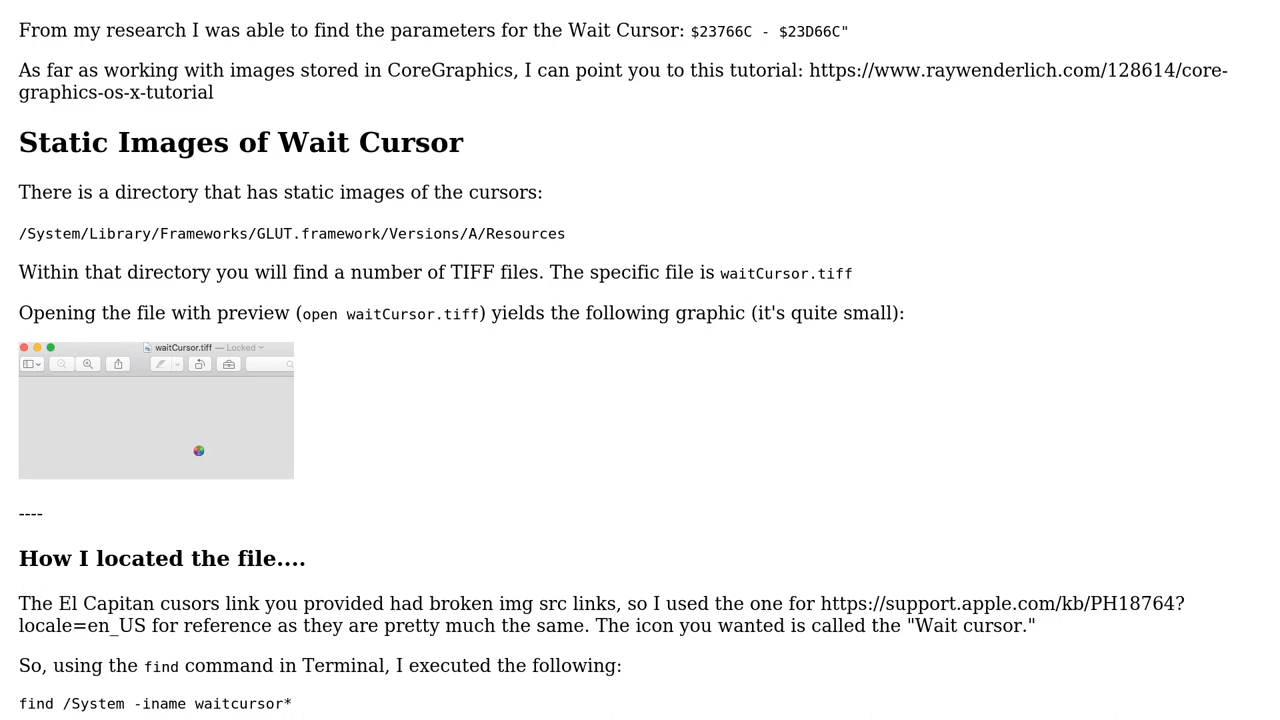 From my research I was able to find the parameters for the Wait Cursor: $23766C - $23D66C"
As far as working with images stored in CoreGraphics, I can point you to this tutorial: https://www.raywenderlich.com/128614/core-
graphics-os-x-tutorial
Static Images of Wait Cursor
There is a directory that has static images of the cursors:
/System/Library/Frameworks/GLUT.framework/Versions/A/Resources
Within that directory you will find a number of TIFF files. The specific file is waitCursor.tiff
Opening the file with preview (open waitCursor.tiff) yields the following graphic (it's quite small):
waitCursor.tiff — Locked
----
How I located the file....
The El Capitan cusors link you provided had broken img src links, so I used the one for https://support.apple.com/kb/PH18764?
locale=en_US for reference as they are pretty much the same. The icon you wanted is called the "Wait cursor."
So, using the find command in Terminal, I executed the following:
find /System -iname waitcursor*